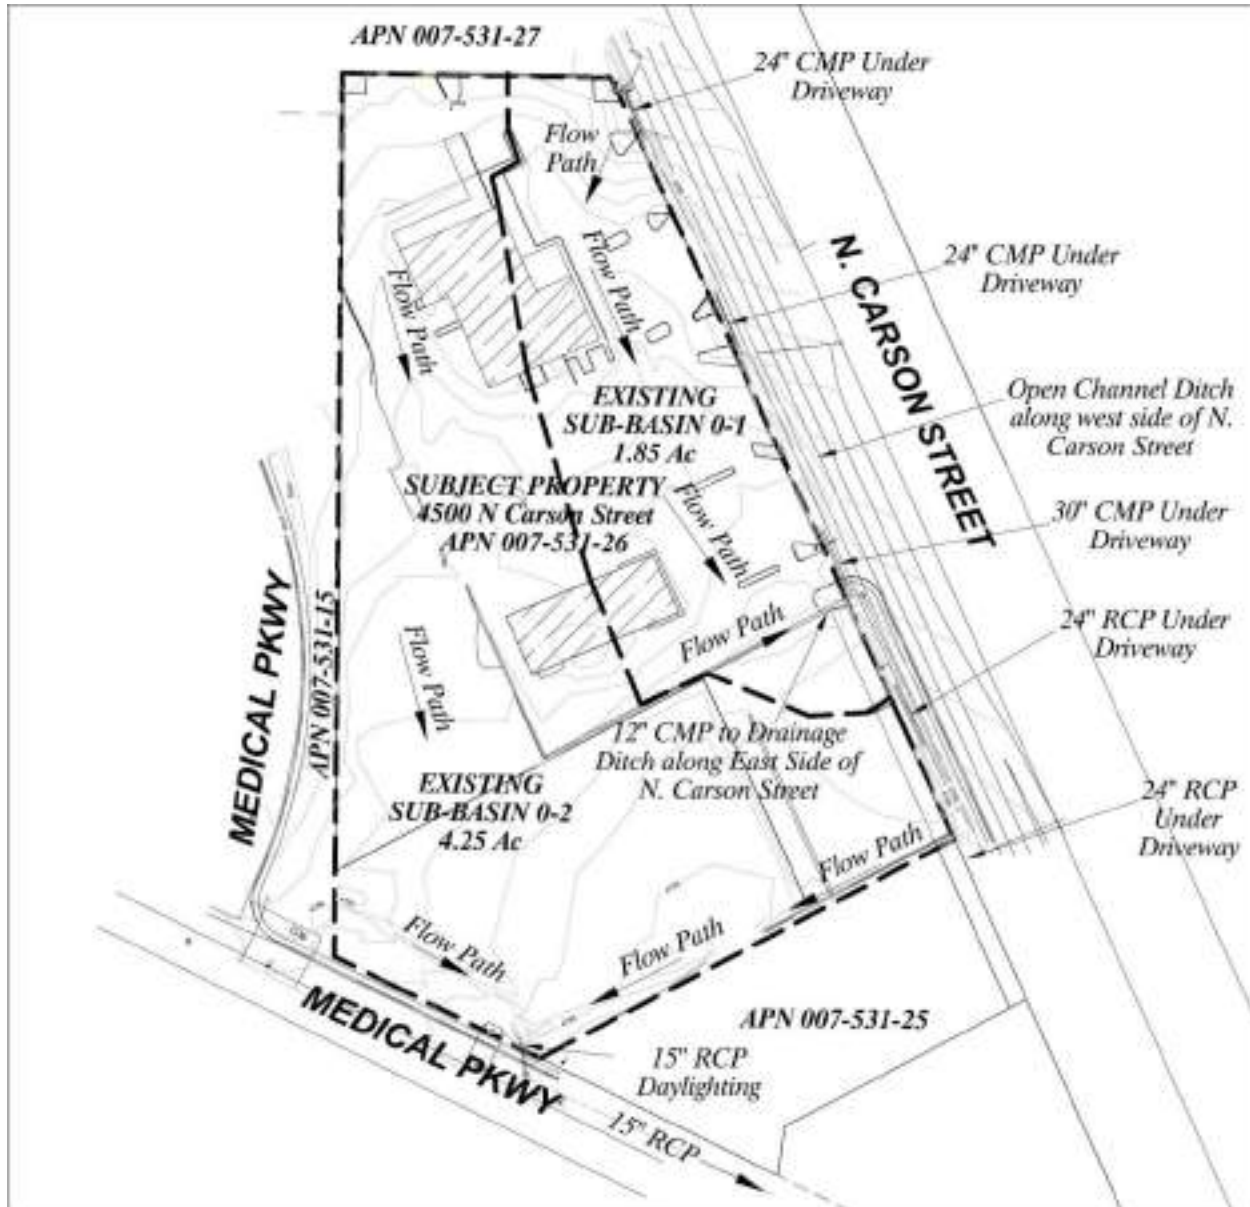 APN 007-531-27
24" CMP Under
Driveway
Flow
Path
24" CMP Under
Driveway
N. CARSON STREET
Flow Path
Flow Path
Open Channel Ditch
along west side of N.
Carson Street
EXISTING
SUB-BASIN 0-1
1.85 Ac
SUBJECT PROPERTY
4500 N Carson Street
APN 007-531-26
Flow Path
30" CMP Under
Driveway
24" RCP Under
Driveway
MEDICAL PKWY
APN 007-531-15
Flow Path
Flow Path
12" CMP to Drainage
Ditch along East Side of
N. Carson Street
EXISTING
SUB-BASIN 0-2
4.25 Ac
24" RCP
Under
Driveway
Flow Path
Flow Path
Flow Path
MEDICAL PKWY
APN 007-531-25
15" RCP
Daylighting
15" RCP